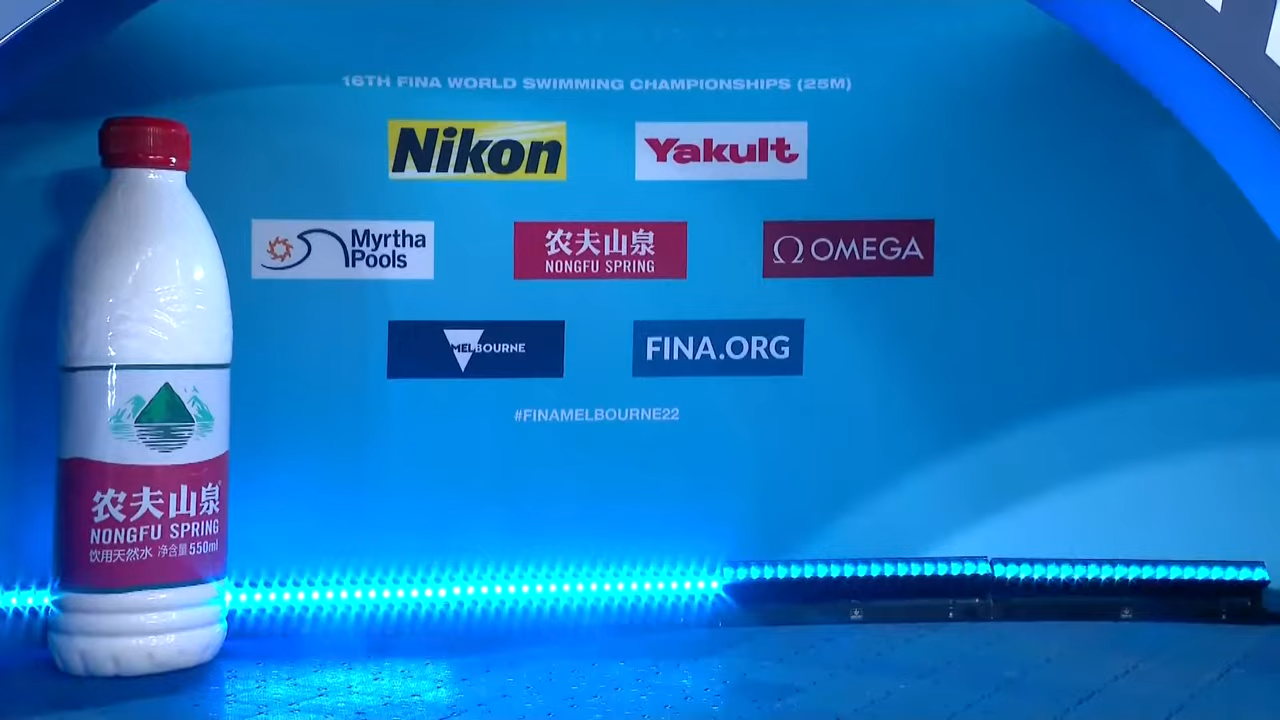 16TH FINA WORLD SWIMMING CHAMPIONSHIPS (25M)
Nikon
Yakult
Myrtha
Pools
农夫山泉
NONGFU SPRING
Ω OMEGA
MELBOURNE
FINA.ORG
#FINAMELBOURNE22
农夫山泉
NONGFU SPRING
饮用天然水 净含量550ml